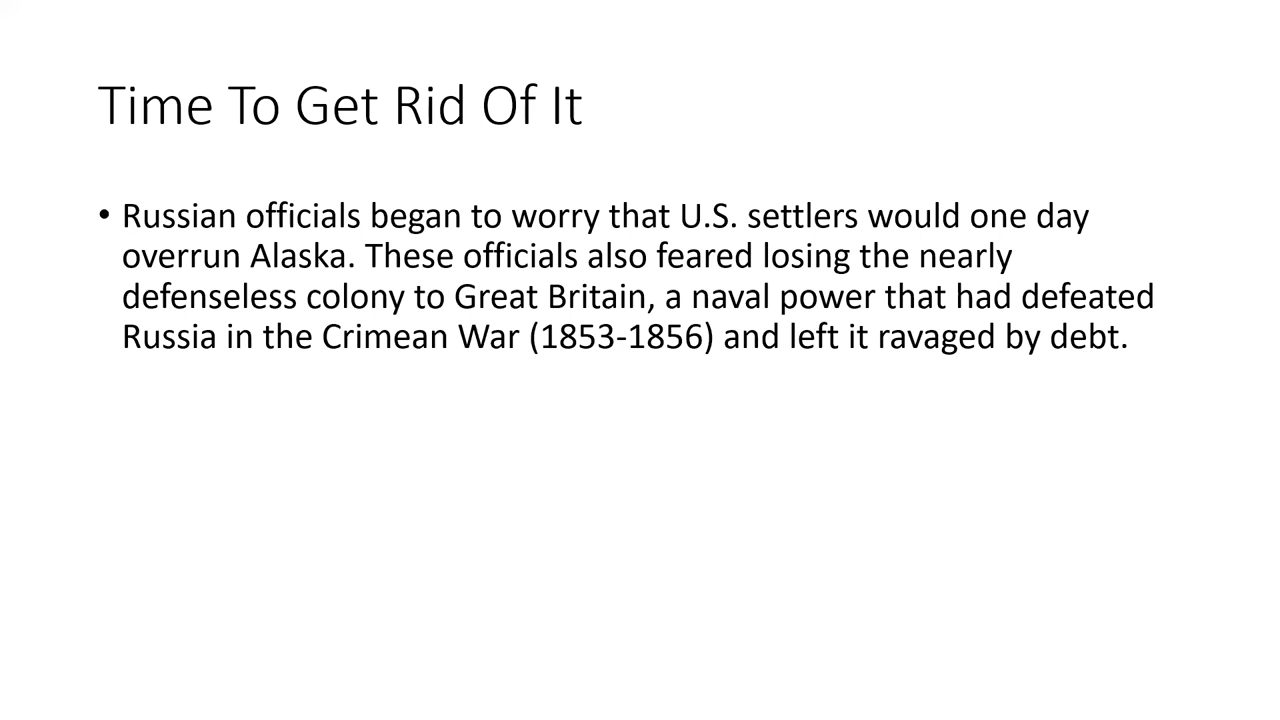 Time To Get Rid Of It
• Russian officials began to worry that U.S. settlers would one day
overrun Alaska. These officials also feared losing the nearly
defenseless colony to Great Britain, a naval power that had defeated
Russia in the Crimean War (1853-1856) and left it ravaged by debt.